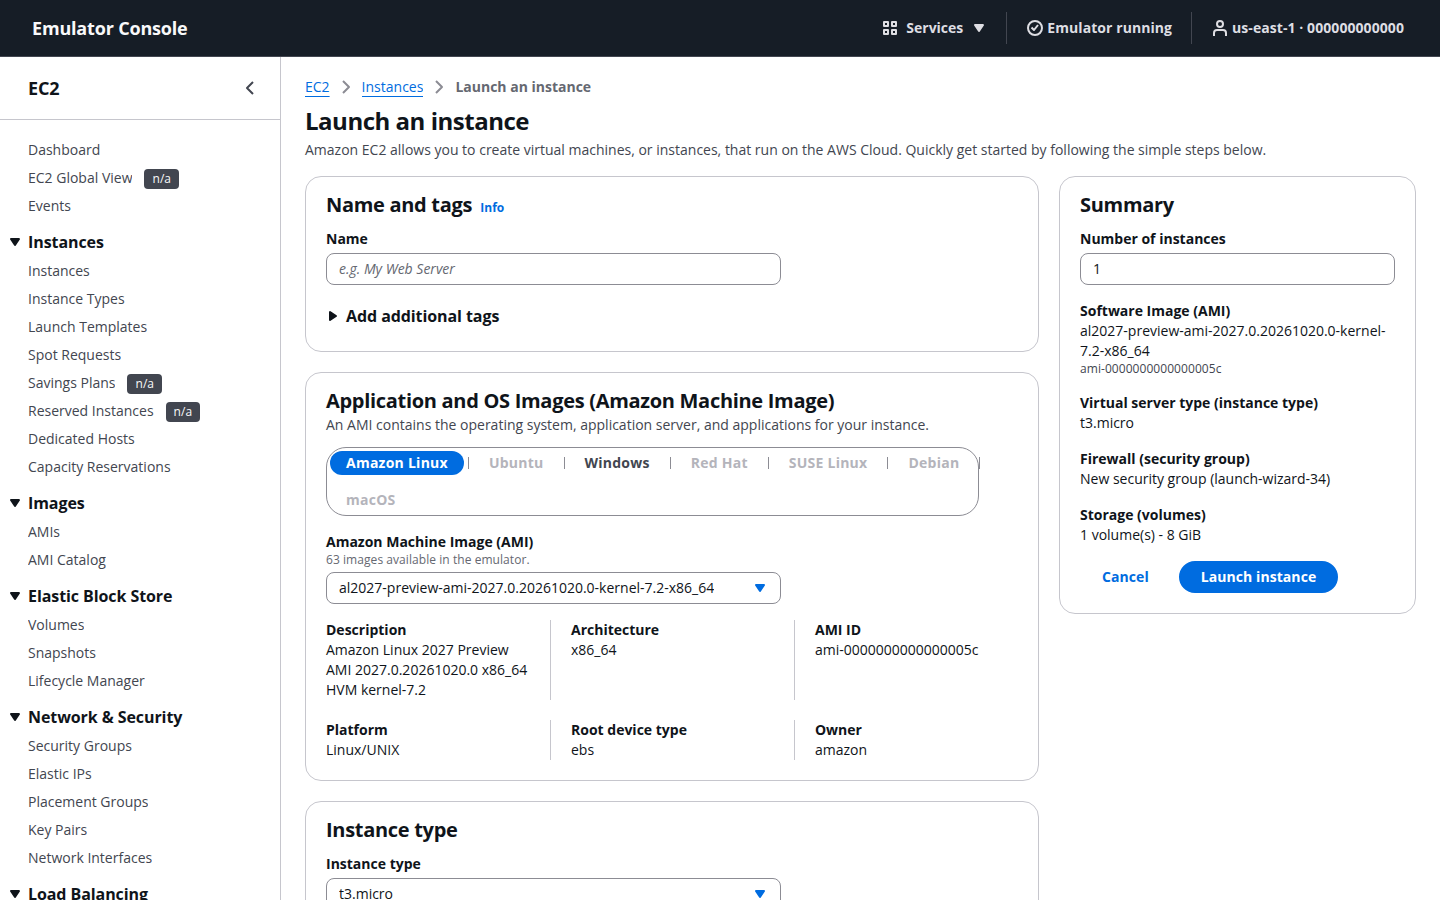 Emulator Console
Services
Emulator running
us-east-1 · 000000000000
EC2
Dashboard
EC2 Global View n/a
Events
Instances
Instances
Instance Types
Launch Templates
Spot Requests
Savings Plans n/a
Reserved Instances n/a
Dedicated Hosts
Capacity Reservations
Images
AMIs
AMI Catalog
Elastic Block Store
Volumes
Snapshots
Lifecycle Manager
Network & Security
Security Groups
Elastic IPs
Placement Groups
Key Pairs
Network Interfaces
Load Balancing
EC2 Instances Launch an instance
Launch an instance
Amazon EC2 allows you to create virtual machines, or instances, that run on the AWS Cloud. Quickly get started by following the simple steps below.
Name and tags Info
Name
e.g. My Web Server
Add additional tags
Application and OS Images (Amazon Machine Image)
An AMI contains the operating system, application server, and applications for your instance.
Amazon Linux Ubuntu Windows Red Hat SUSE Linux Debian
macOS
Amazon Machine Image (AMI)
63 images available in the emulator.
al2027-preview-ami-2027.0.20261020.0-kernel-7.2-x86_64
Description
Amazon Linux 2027 Preview
AMI 2027.0.20261020.0 x86_64
HVM kernel-7.2
Architecture
x86_64
AMI ID
ami-0000000000000005c
Platform
Linux/UNIX
Root device type
ebs
Owner
amazon
Instance type
Instance type
t3.micro
Summary
Number of instances
1
Software Image (AMI)
al2027-preview-ami-2027.0.20261020.0-kernel-
7.2-x86_64
ami-0000000000000005c
Virtual server type (instance type)
t3.micro
Firewall (security group)
New security group (launch-wizard-34)
Storage (volumes)
1 volume(s) - 8 GiB
Cancel
Launch instance